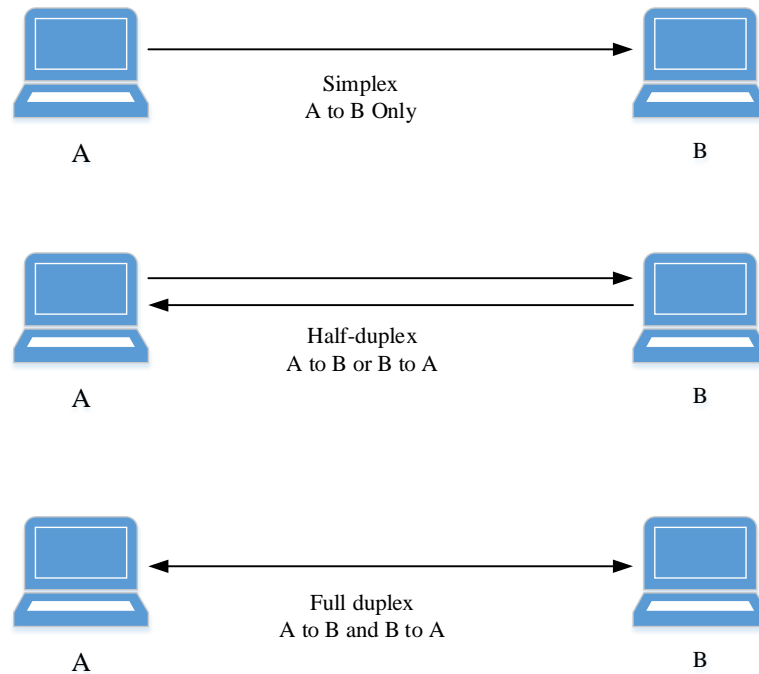 Simplex
A to B Only
A
B
Half-duplex
A to B or B to A
A
B
Full duplex
A to B and B to A
A
B